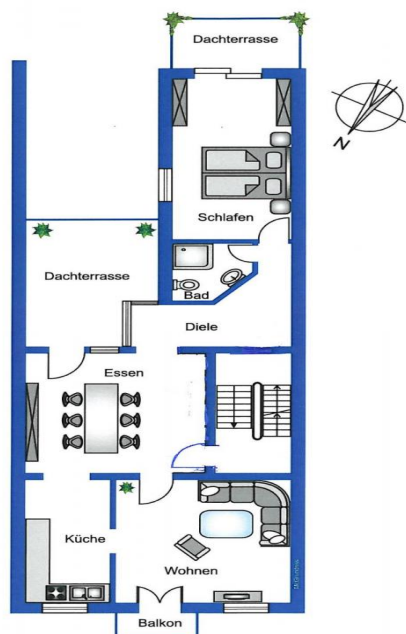 Dachterrasse
N
Schlafen
Dachterrasse
Bad
Diele
Essen
Küche
Wohnen
Balkon